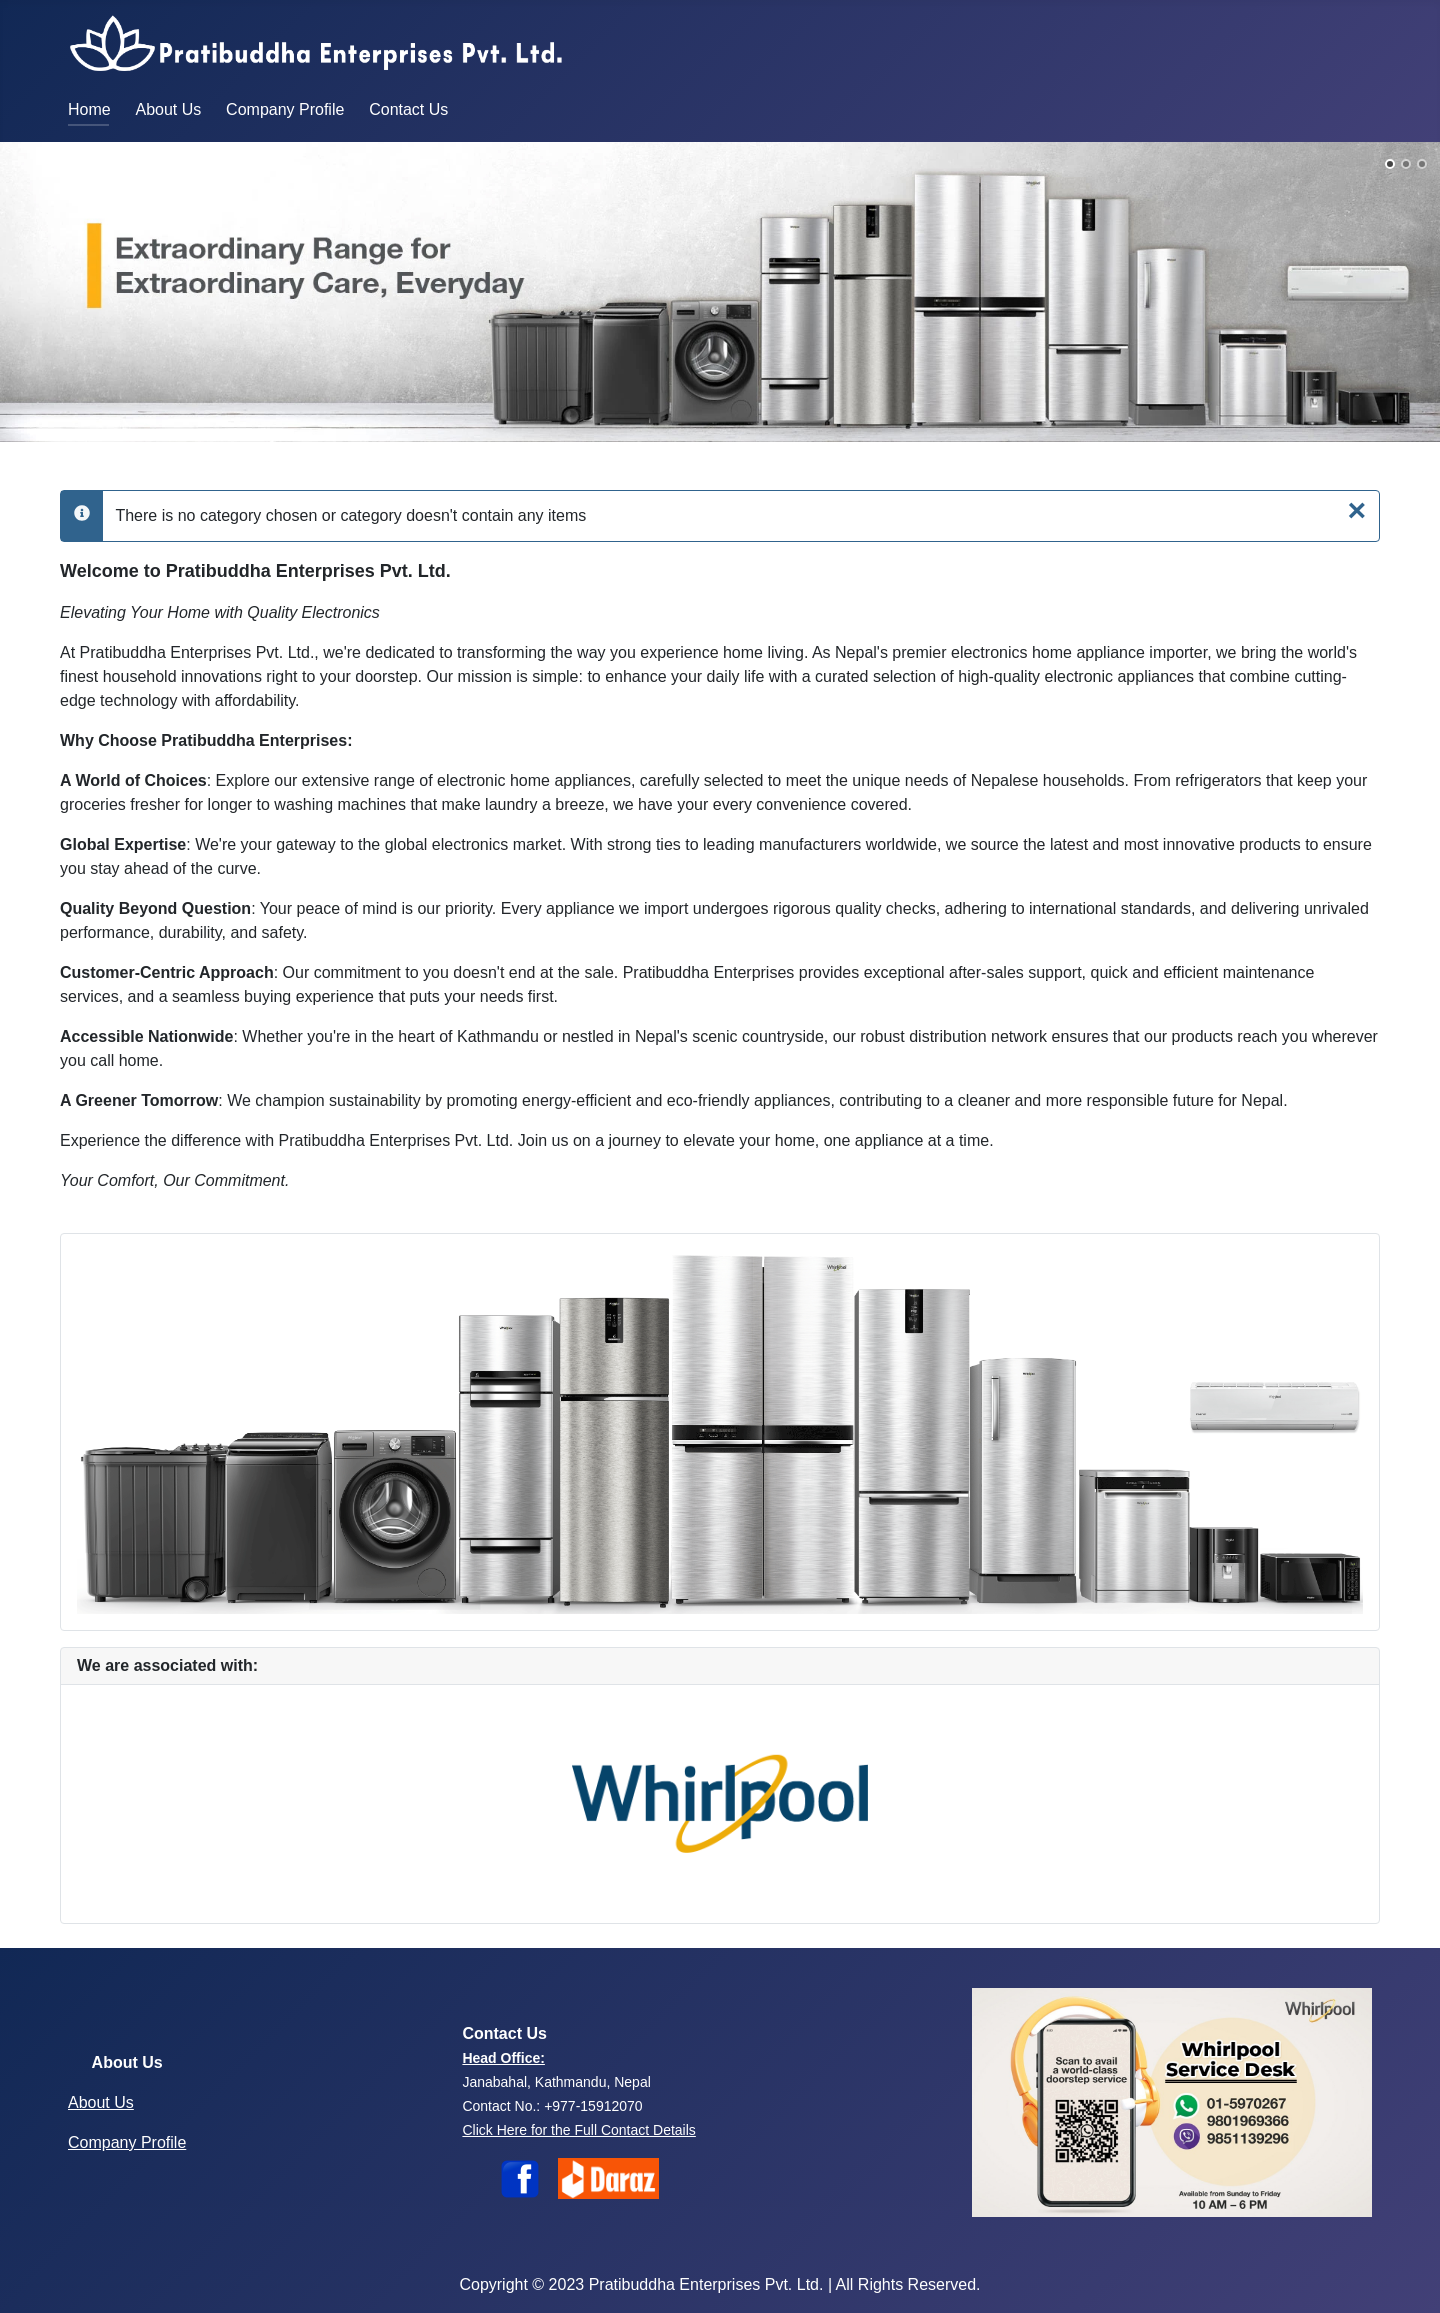 Pratibuddha Enterprises Pvt. Ltd.
Home About Us Company Profile Contact Us
Extraordinary Range for
Extraordinary Care, Everyday
There is no category chosen or category doesn't contain any items
Welcome to Pratibuddha Enterprises Pvt. Ltd.
Elevating Your Home with Quality Electronics
At Pratibuddha Enterprises Pvt. Ltd., we're dedicated to transforming the way you experience home living. As Nepal's premier electronics home appliance importer, we bring the world's
finest household innovations right to your doorstep. Our mission is simple: to enhance your daily life with a curated selection of high-quality electronic appliances that combine cutting-
edge technology with affordability.
Why Choose Pratibuddha Enterprises:
A World of Choices: Explore our extensive range of electronic home appliances, carefully selected to meet the unique needs of Nepalese households. From refrigerators that keep your
groceries fresher for longer to washing machines that make laundry a breeze, we have your every convenience covered.
Global Expertise: We're your gateway to the global electronics market. With strong ties to leading manufacturers worldwide, we source the latest and most innovative products to ensure
you stay ahead of the curve.
Quality Beyond Question: Your peace of mind is our priority. Every appliance we import undergoes rigorous quality checks, adhering to international standards, and delivering unrivaled
performance, durability, and safety.
Customer-Centric Approach: Our commitment to you doesn't end at the sale. Pratibuddha Enterprises provides exceptional after-sales support, quick and efficient maintenance
services, and a seamless buying experience that puts your needs first.
Accessible Nationwide: Whether you're in the heart of Kathmandu or nestled in Nepal's scenic countryside, our robust distribution network ensures that our products reach you wherever
you call home.
A Greener Tomorrow: We champion sustainability by promoting energy-efficient and eco-friendly appliances, contributing to a cleaner and more responsible future for Nepal.
Experience the difference with Pratibuddha Enterprises Pvt. Ltd. Join us on a journey to elevate your home, one appliance at a time.
Your Comfort, Our Commitment.
Whirlpool
We are associated with:
Whirlpool
About Us
About Us
Company Profile
Contact Us
Head Office:
Janabahal, Kathmandu, Nepal
Contact No.: +977-15912070
Click Here for the Full Contact Details
f Daraz
Whirlpool
Scan to avail
a world-class
doorstep service
Whirlpool
Service Desk
01-5970267
9801969366
9851139296
Available from Sunday to Friday
10 AM – 6 PM
Copyright © 2023 Pratibuddha Enterprises Pvt. Ltd. | All Rights Reserved.